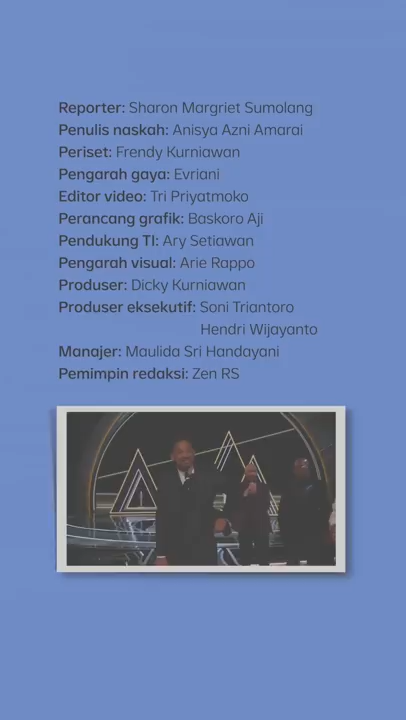 Reporter: Sharon Margriet Sumolang
Penulis naskah: Anisya Azni Amarai
Periset: Frendy Kurniawan
Pengarah gaya: Evriani
Editor video: Tri Priyatmoko
Perancang grafik: Baskoro Aji
Pendukung TI: Ary Setiawan
Pengarah visual: Arie Rappo
Produser: Dicky Kurniawan
Produser eksekutif: Soni Triantoro
Hendri Wijayanto
Manajer: Maulida Sri Handayani
Pemimpin redaksi: Zen RS